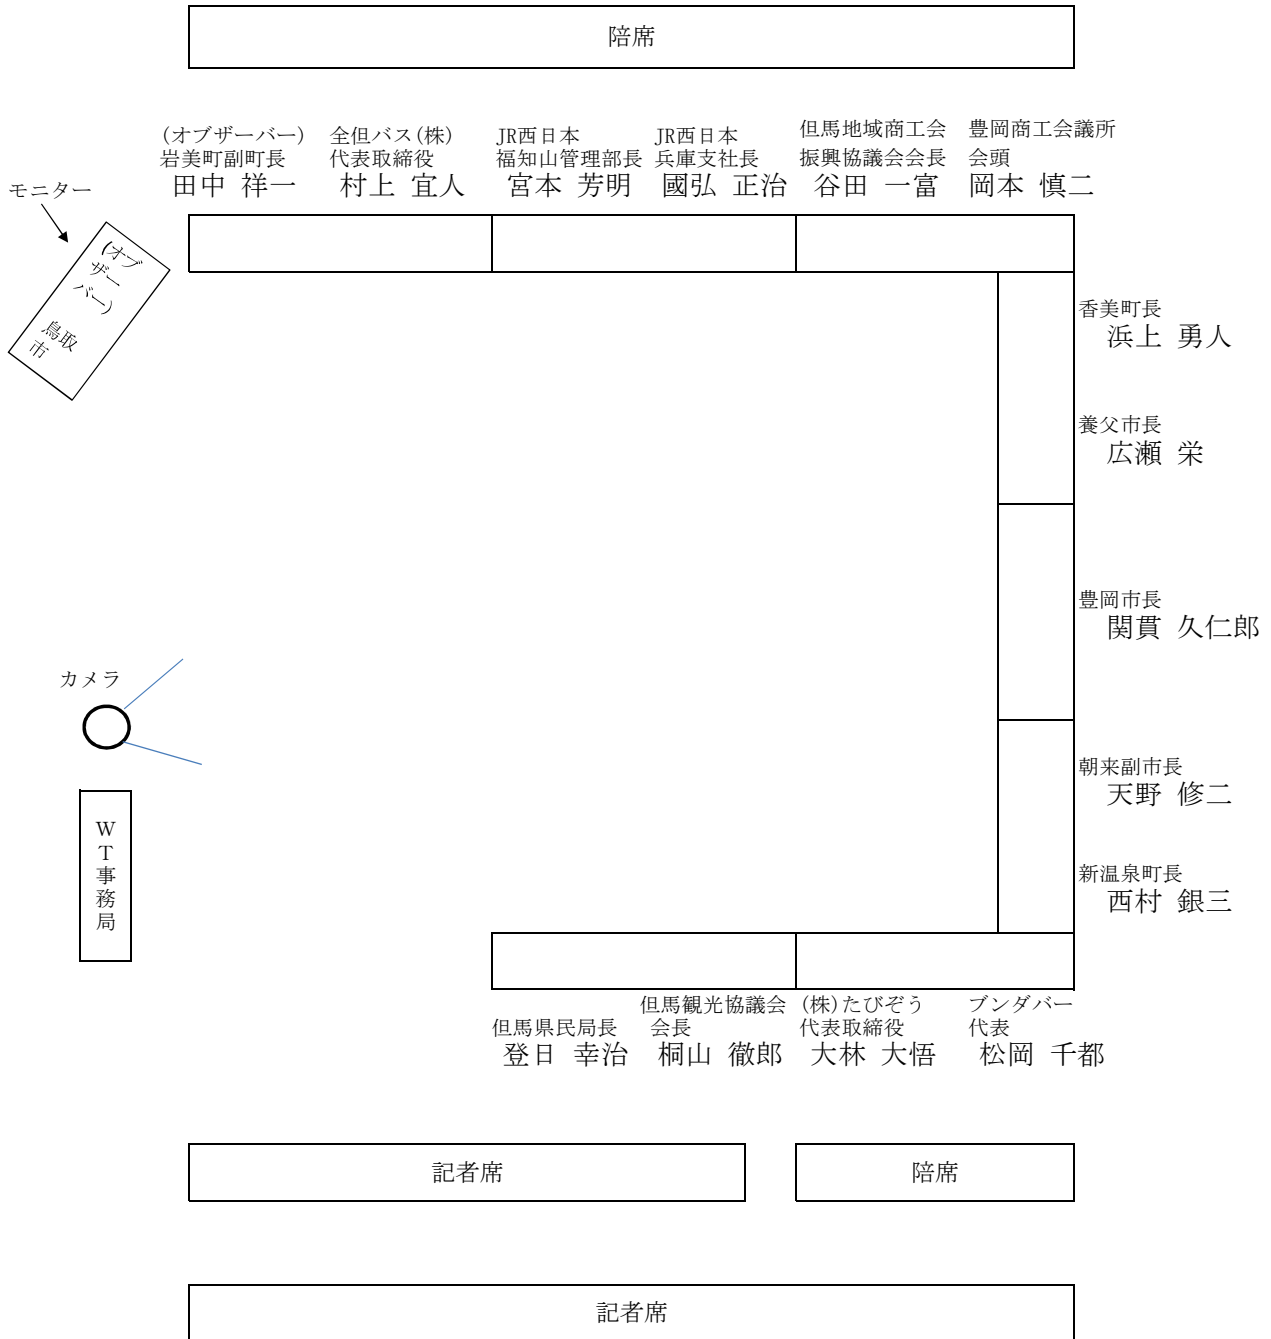 陪席
(オブザーバー)
岩美町副町長
田中 祥一
全但バス(株)
代表取締役
村上 宜人
JR西日本
福知山管理部長
宮本 芳明
JR西日本
兵庫支社長
國弘 正治
但馬地域商工会
振興協議会会長
谷田 一富
豊岡商工会議所
会頭
岡本 慎二
モニター
(オブ
ザー
バー)
鳥取
市
香美町長
浜上 勇人
養父市長
広瀬 栄
豊岡市長
関貫 久仁郎
カメラ
朝来副市長
天野 修二
WT事務局
新温泉町長
西村 銀三
但馬県民局長
登日 幸治
但馬観光協議会
会長
桐山 徹郎
(株)たびぞう
代表取締役
大林 大悟
ブンダバー
代表
松岡 千都
記者席
陪席
記者席